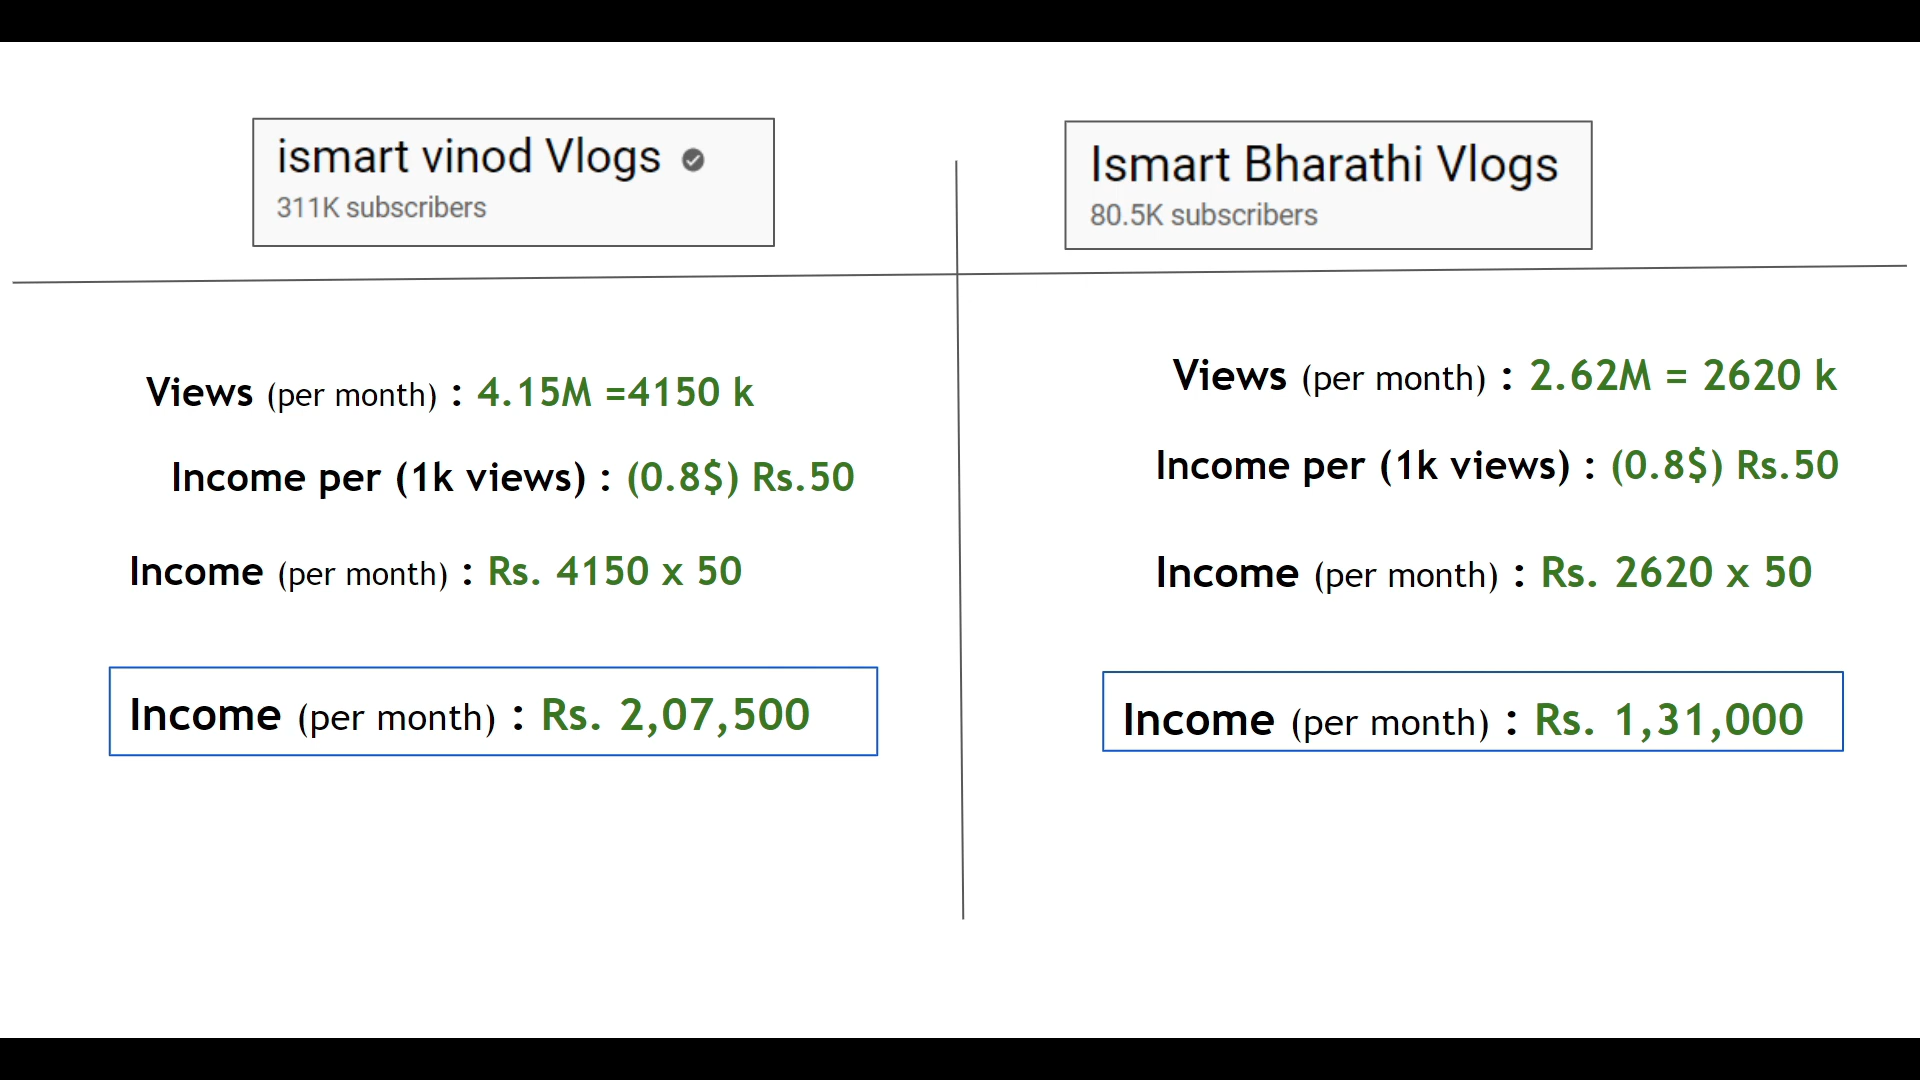 ismart vinod Vlogs
311K subscribers
Views (per month) : 4.15M =4150 k
Income per (1k views) : (0.8$) Rs.50
Income (per month) : Rs. 4150 x 50
Income (per month) : Rs. 2,07,500
Ismart Bharathi Vlogs
80.5K subscribers
Views (per month) : 2.62M = 2620 k
Income per (1k views) : (0.8$) Rs.50
Income (per month) : Rs. 2620 x 50
Income (per month) : Rs. 1,31,000